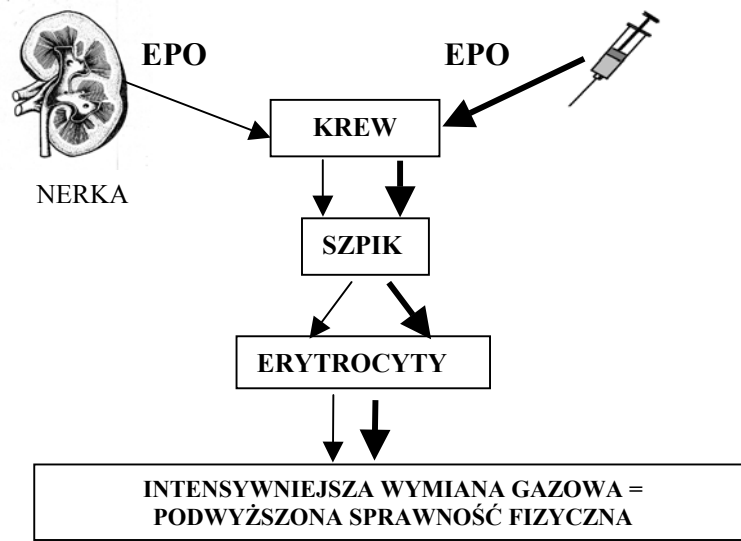 EPO EPO
KREW
NERKA
SZPIK
ERYTROCYTY
INTENSYWNIEJSZA WYMIANA GAZOWA =
PODWYŻSZONA SPRAWNOŚĆ FIZYCZNA